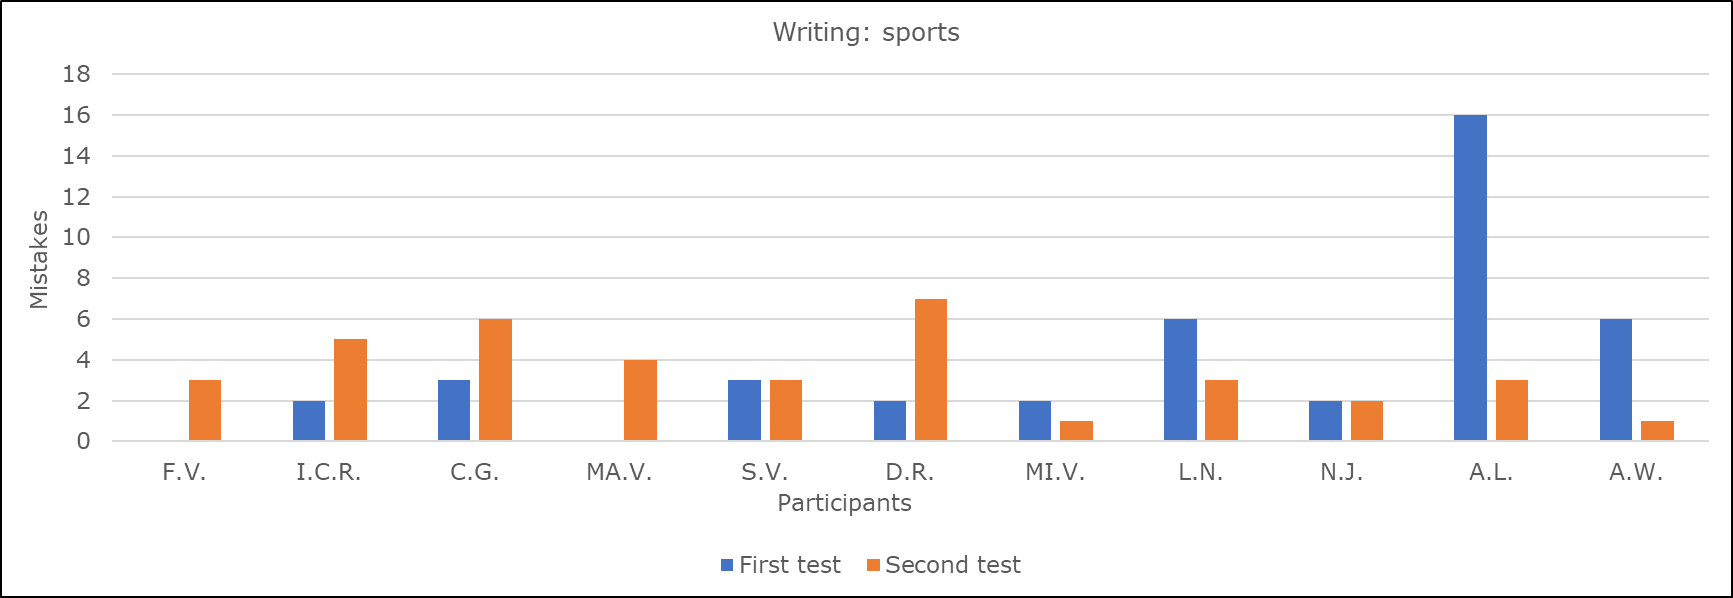 Writing: sports
18
16
14
12
10
8
6
4
2
0
Mistakes
F.V. I.C.R. C.G. MA.V. S.V. D.R. MI.V. L.N. N.J. A.L. A.W.
Participants
First test Second test